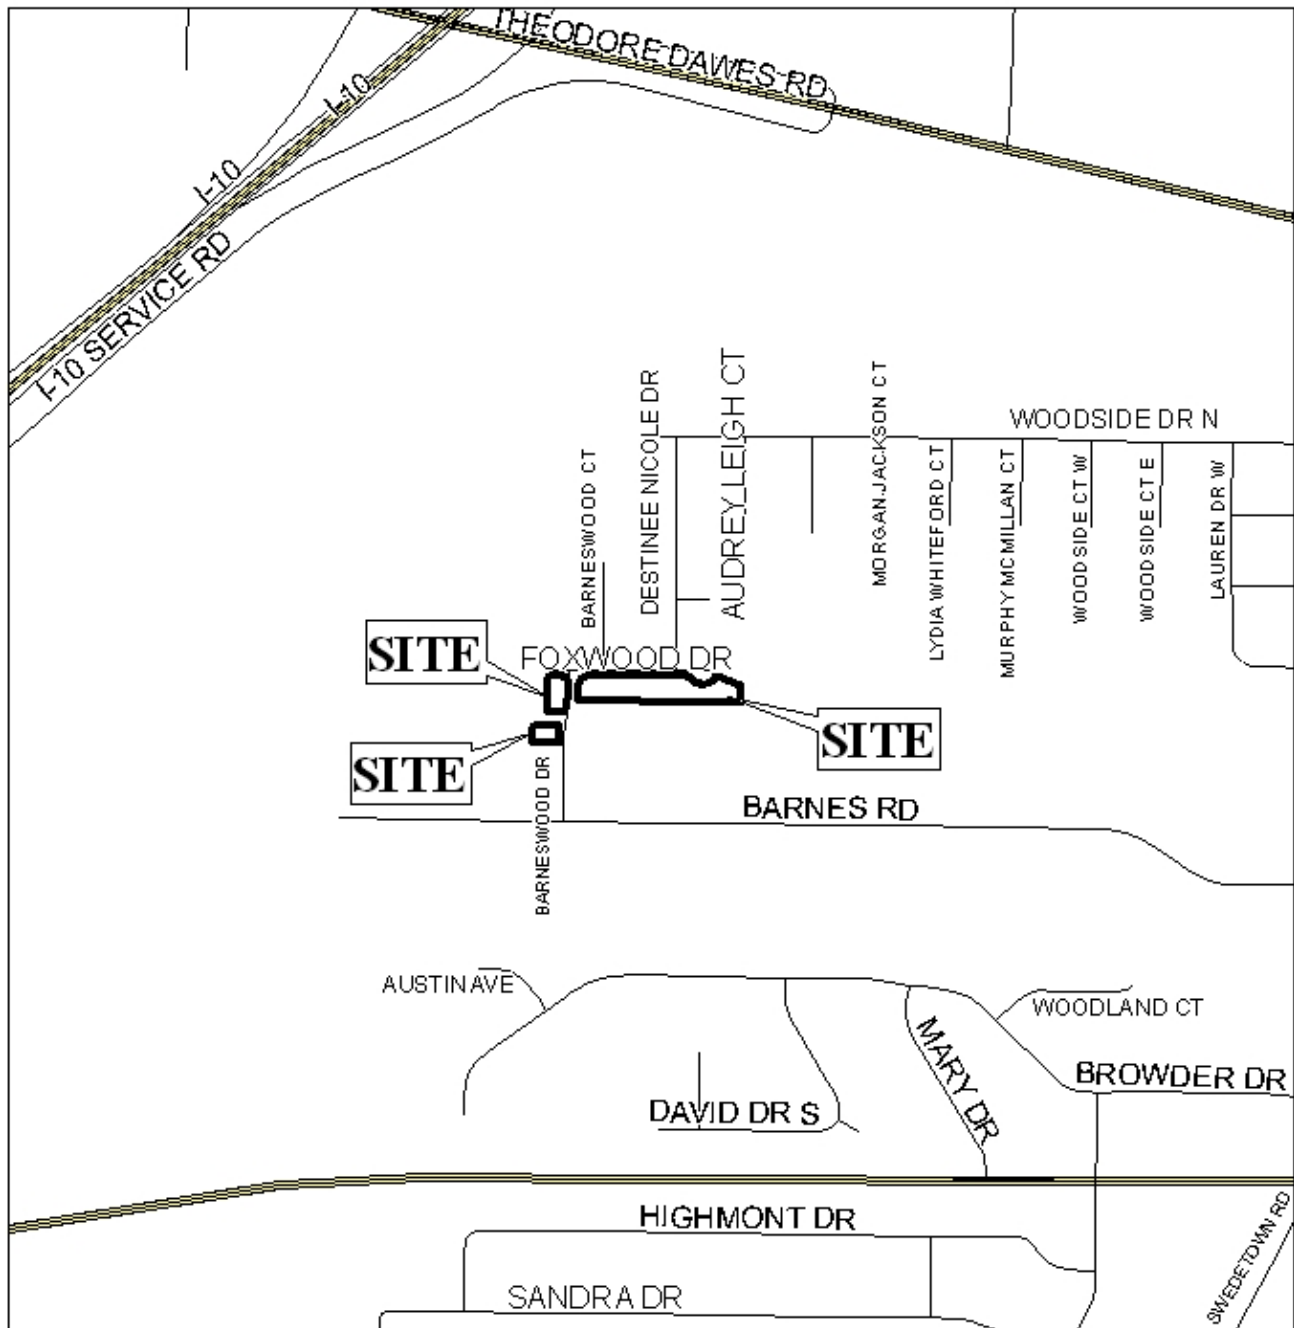 THEODORE DAWES RD
I-10
I-10
I-10 SERVICE RD
WOODSIDE DR N
BARNESWOOD CT
DESTINEE NICOLE DR
AUDREY LEIGH CT
MORGAN JACKSON CT
LYDIA WHITEFORD CT
MURPHY MCMILLAN CT
WOODSIDE CT W
WOODSIDE CT E
LAUREN DR W
SITE
FOXWOOD DR
SITE
SITE
BARNESWOOD DR
BARNES RD
AUSTIN AVE
WOODLAND CT
MARY DR
BROWDER DR
DAVID DR S
HIGHMONT DR
SWEDETOWN RD
SANDRA DR